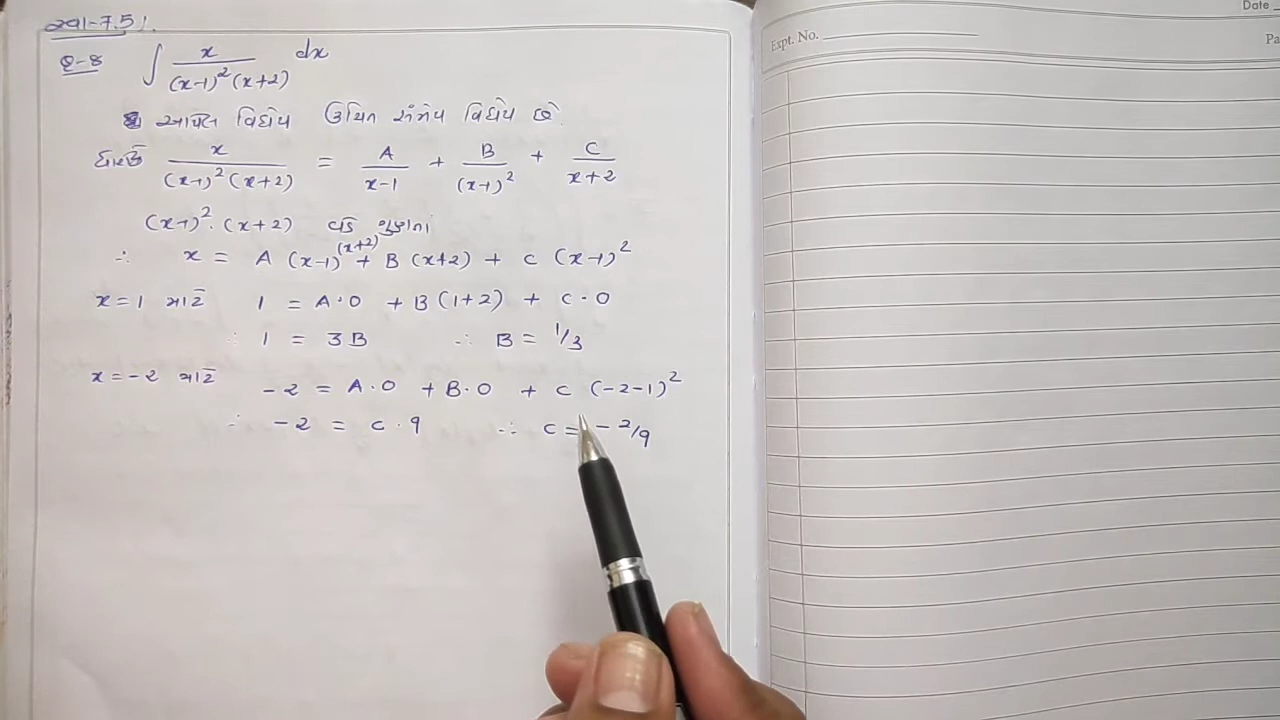 સ્વા-7.5!.
Q-8 ∫ x / (x-1)² (x+2) dx
આપેલ વિધેય ઉચિત સંમેય વિધેય છે.
ધારોકે x / (x-1)² (x+2) = A / x-1 + B / (x-1)² + C / x+2
(x-1)². (x+2) વડે ગુણતાં
∴ x = A (x-1) (x+2) + B (x+2) + C (x-1)²
x=1 માટે 1 = A·0 + B(1+2) + C·0
∴ 1 = 3B ∴ B = 1/3
x=-2 માટે -2 = A·0 + B·0 + C (-2-1)²
∴ -2 = C·9 ∴ C = -2/9
Date
Expt. No.
Pa